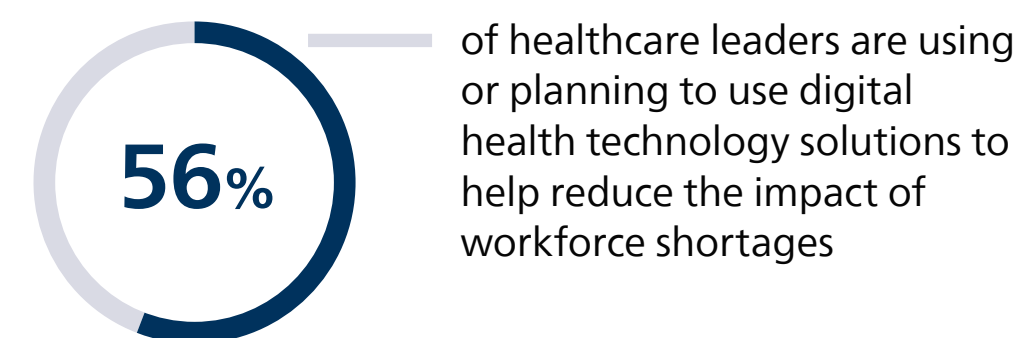 56%
of healthcare leaders are using
or planning to use digital
health technology solutions to
help reduce the impact of
workforce shortages